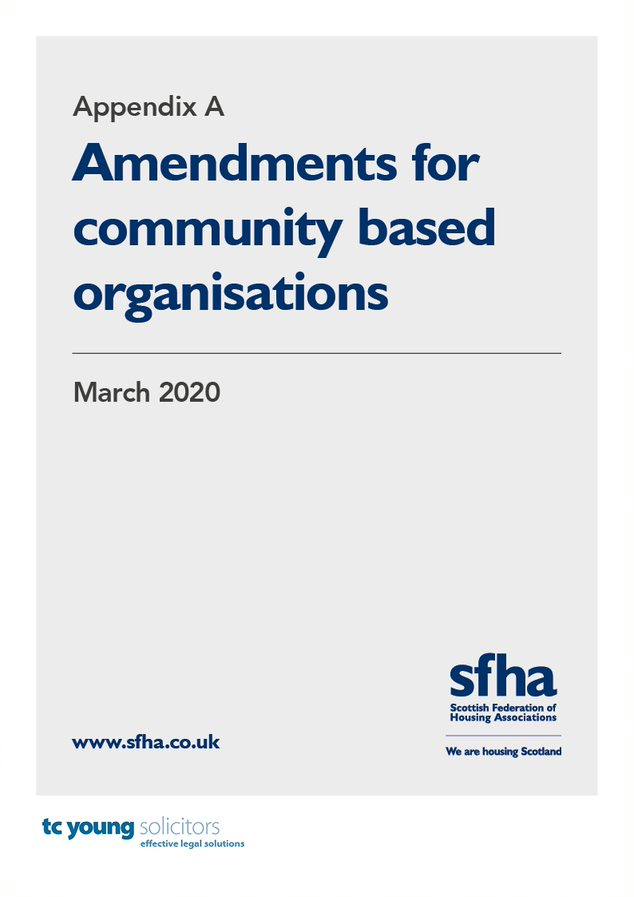 Appendix A
Amendments for
community based
organisations
March 2020
sfha
Scottish Federation of
Housing Associations
www.sfha.co.uk
We are housing Scotland
tc young solicitors
effective legal solutions